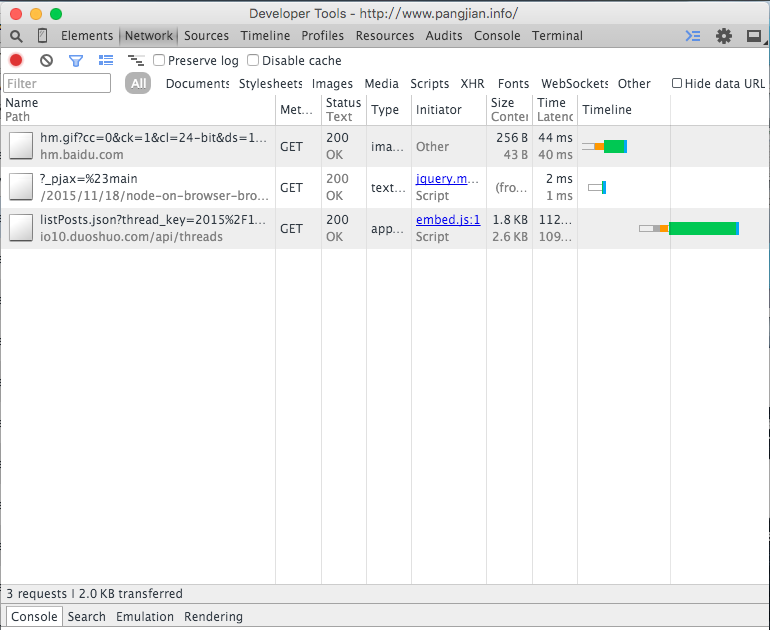 Developer Tools - http://www.pangjian.info/
Elements Network Sources Timeline Profiles Resources Audits Console Terminal
Preserve log Disable cache
Filter All Documents Stylesheets Images Media Scripts XHR Fonts WebSockets Other Hide data URL
Name Met... Status Type Initiator Size Time Timeline
Path Text Conter Latenc
hm.gif?cc=0&ck=1&cl=24-bit&ds=1... GET 200 ima... Other 256 B 44 ms
hm.baidu.com OK 43 B 40 ms
?_pjax=%23main GET 200 text... jquery.m... (fro... 2 ms
/2015/11/18/node-on-browser-bro... OK Script 1 ms
listPosts.json?thread_key=2015%2F1... GET 200 app... embed.js:1 1.8 KB 112...
io10.duoshuo.com/api/threads OK Script 2.6 KB 109...
3 requests | 2.0 KB transferred
Console Search Emulation Rendering